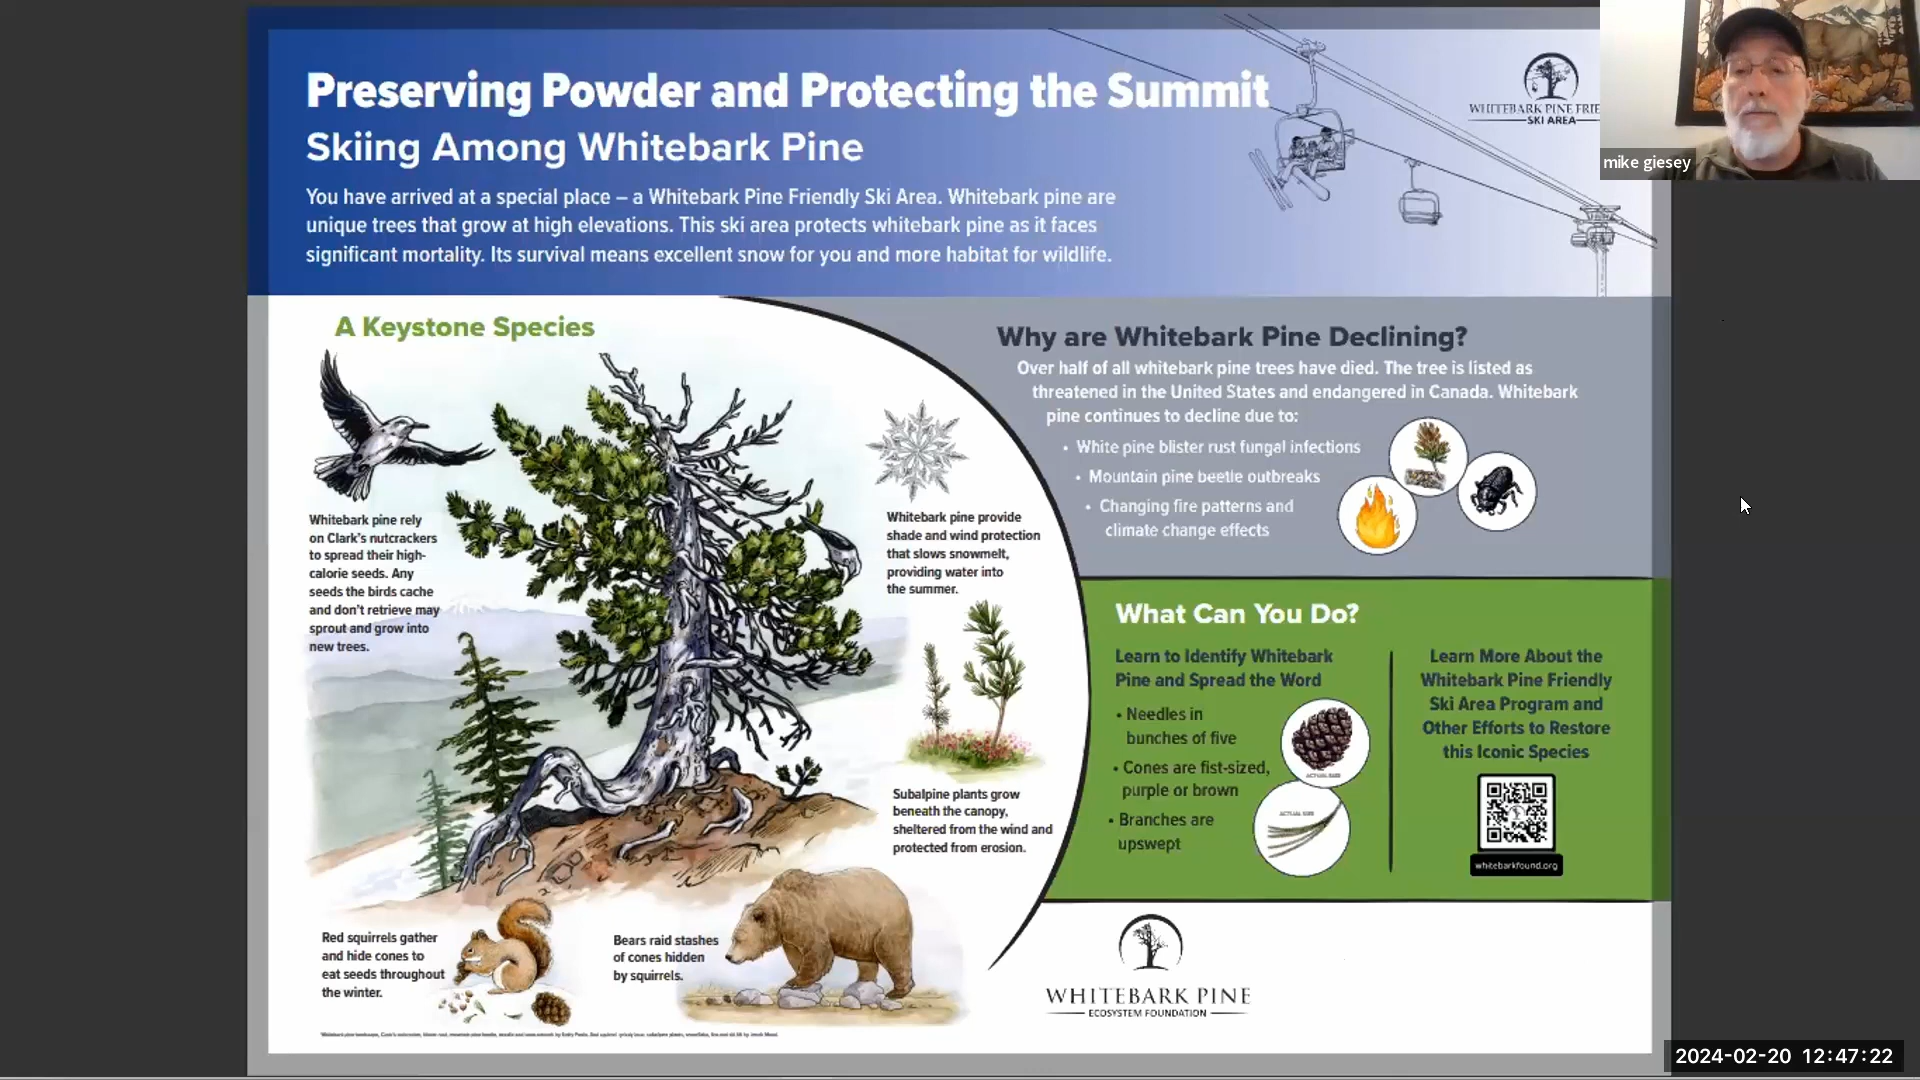 Preserving Powder and Protecting the Summit
Skiing Among Whitebark Pine
You have arrived at a special place – a Whitebark Pine Friendly Ski Area. Whitebark pine are
unique trees that grow at high elevations. This ski area protects whitebark pine as it faces
significant mortality. Its survival means excellent snow for you and more habitat for wildlife.
WHITEBARK PINE FRIE
SKI AREA
mike giesey
A Keystone Species
Whitebark pine rely
on Clark's nutcrackers
to spread their high-
calorie seeds. Any
seeds the birds cache
and don't retrieve may
sprout and grow into
new trees.
Whitebark pine provide
shade and wind protection
that slows snowmelt,
providing water into
the summer.
Subalpine plants grow
beneath the canopy,
sheltered from the wind and
protected from erosion.
Red squirrels gather
and hide cones to
eat seeds throughout
the winter.
Bears raid stashes
of cones hidden
by squirrels.
Why are Whitebark Pine Declining?
Over half of all whitebark pine trees have died. The tree is listed as
threatened in the United States and endangered in Canada. Whitebark
pine continues to decline due to:
• White pine blister rust fungal infections
• Mountain pine beetle outbreaks
• Changing fire patterns and
climate change effects
What Can You Do?
Learn to Identify Whitebark
Pine and Spread the Word
• Needles in
bunches of five
• Cones are fist-sized,
purple or brown
• Branches are
upswept
ACTUAL SIZE
ACTUAL SIZE
Learn More About the
Whitebark Pine Friendly
Ski Area Program and
Other Efforts to Restore
this Iconic Species
whitebarkfound.org
WHITEBARK PINE
ECOSYSTEM FOUNDATION
2024-02-20 12:47:22